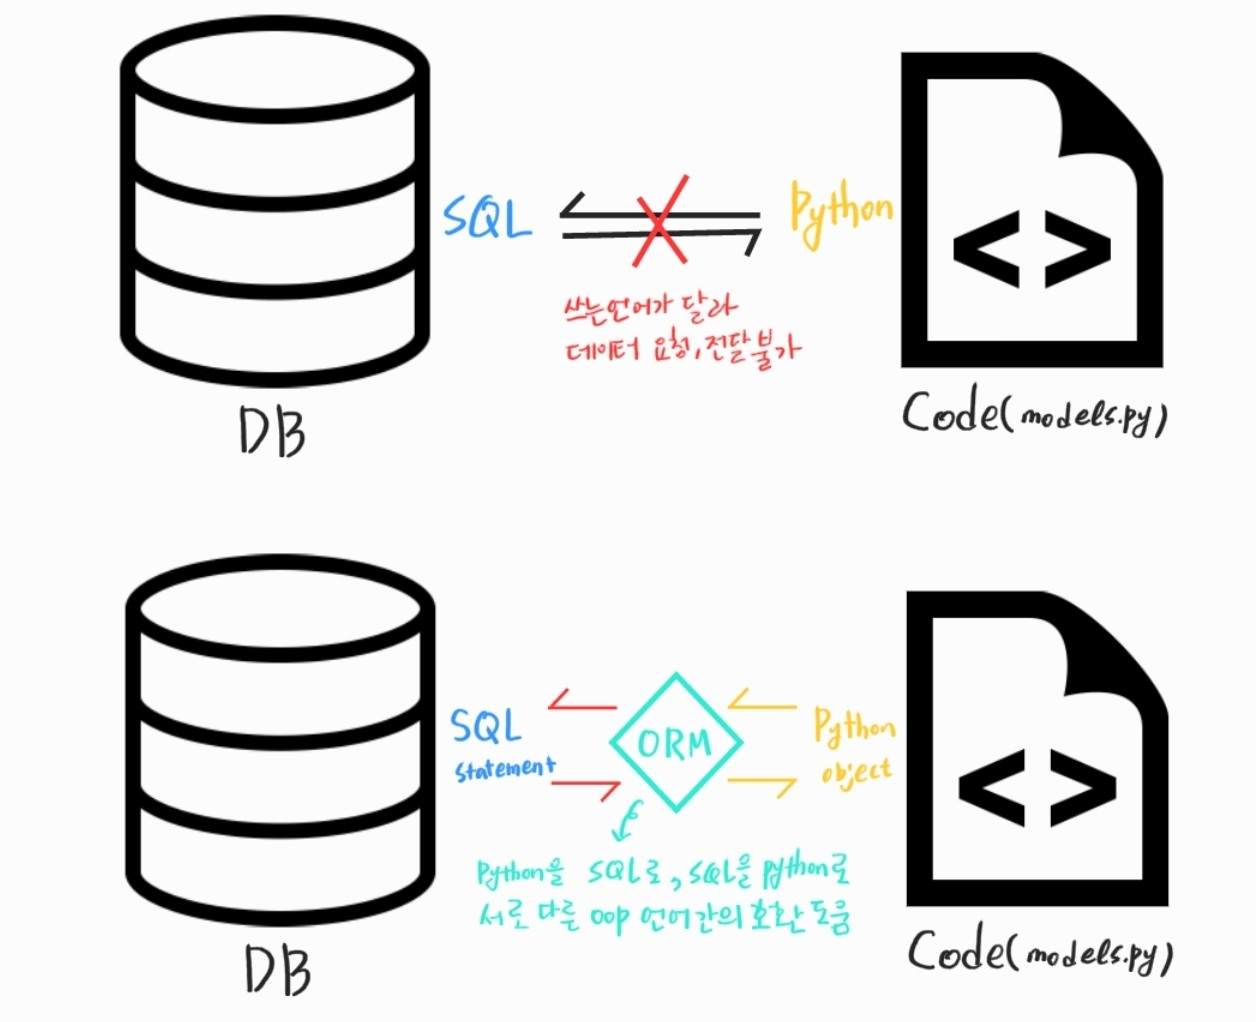 SQL
Python
쓰는언어가 달라
데이터 요청, 전달불가
DB
Code(models.py)
SQL
statement
ORM
Python
object
Python을 SQL로, SQL을 python로
서로 다른 oop 언어간의 호환 도움
DB
Code(models.py)